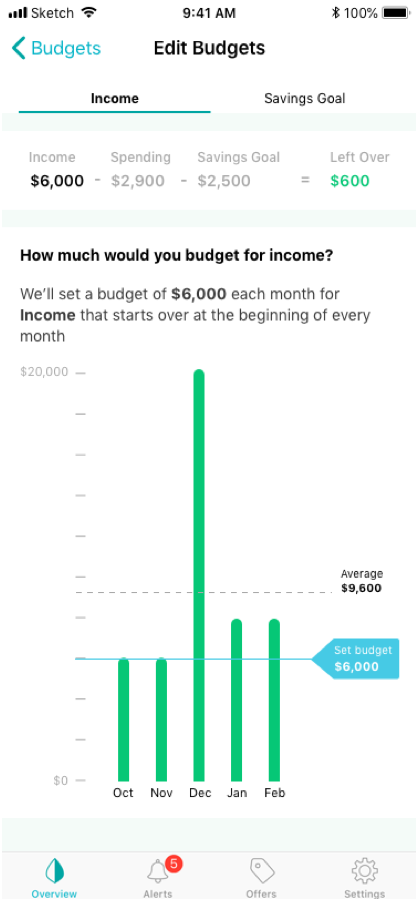 Sketch 9:41 AM 100%
Budgets Edit Budgets
Income Savings Goal
Income Spending Savings Goal Left Over
$6,000 - $2,900 - $2,500 = $600
How much would you budget for income?
We’ll set a budget of $6,000 each month for
Income that starts over at the beginning of every
month
$20,000
Average
$9,600
Set budget
$6,000
$0
Oct Nov Dec Jan Feb
5
Overview Alerts Offers Settings